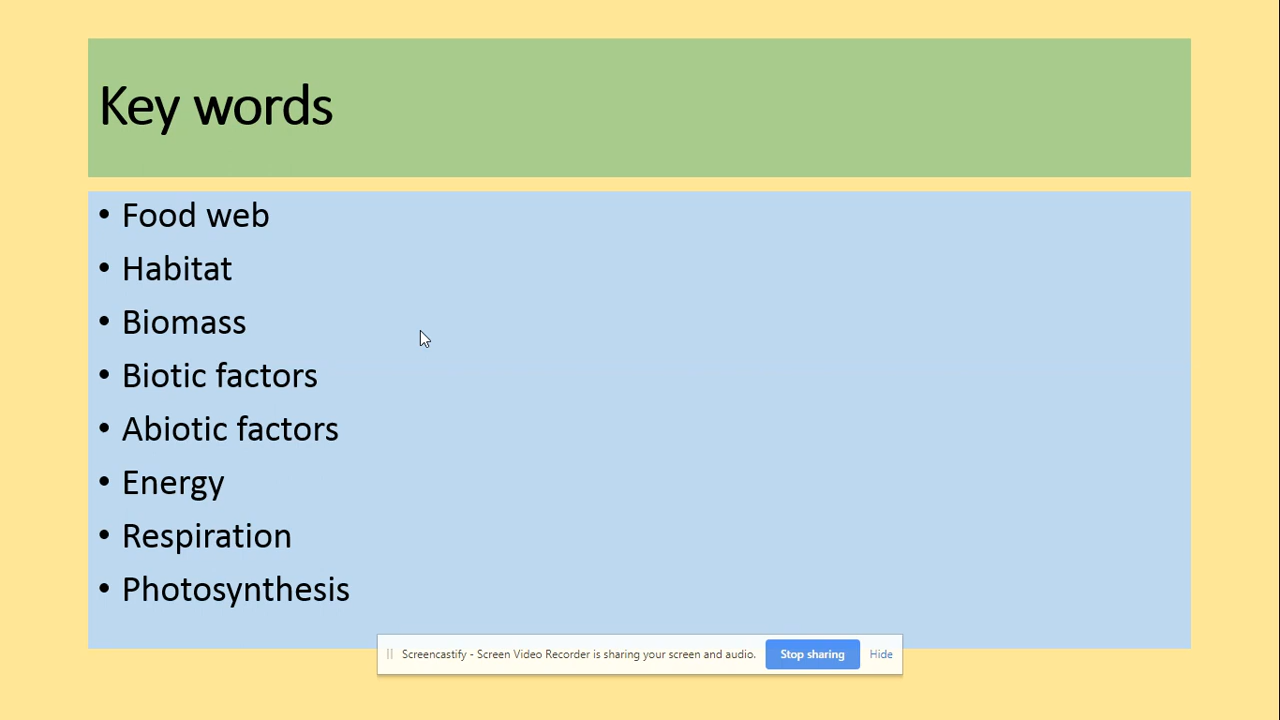 Key words
• Food web
• Habitat
• Biomass
• Biotic factors
• Abiotic factors
• Energy
• Respiration
• Photosynthesis
Screencastify - Screen Video Recorder is sharing your screen and audio. Stop sharing Hide